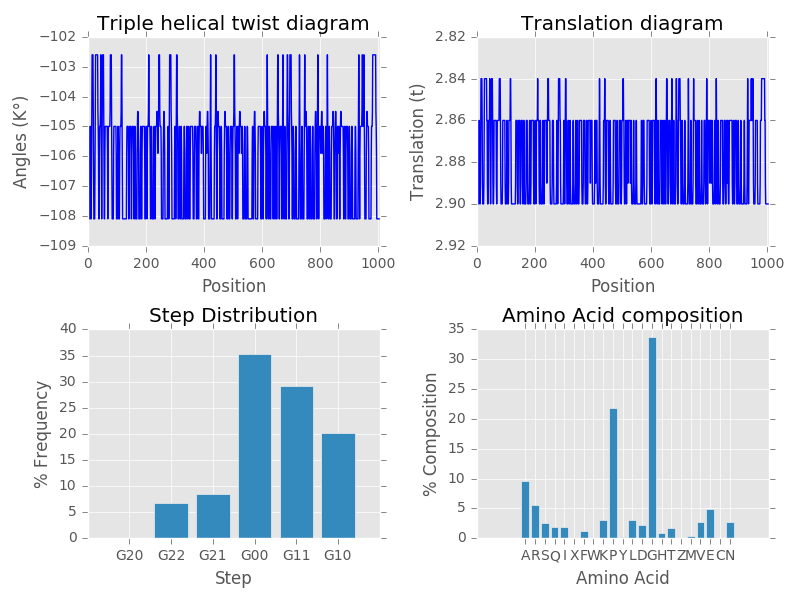 Triple helical twist diagram
Angles (K°)
−102
−103
−104
−105
−106
−107
−108
−109
0 200 400 600 800 1000
Position
Translation diagram
Translation (t)
2.82
2.84
2.86
2.88
2.90
2.92
0 200 400 600 800 1000
Position
Step Distribution
% Frequency
40
35
30
25
20
15
10
5
0
G20 G22 G21 G00 G11 G10
Step
Amino Acid composition
% Composition
35
30
25
20
15
10
5
0
A R S Q I X F W K P Y L D G H T Z M V E C N
Amino Acid